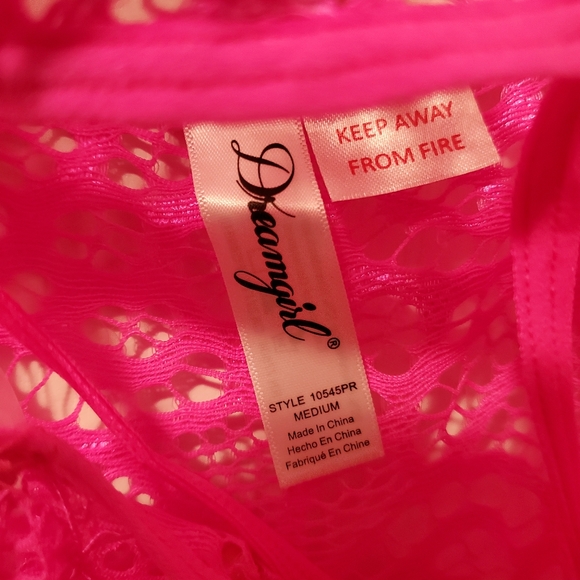 KEEP AWAY
FROM FIRE
Dreamgirl®
STYLE 10545PR
MEDIUM
Made In China
Hecho En China
Fabriqué En Chine